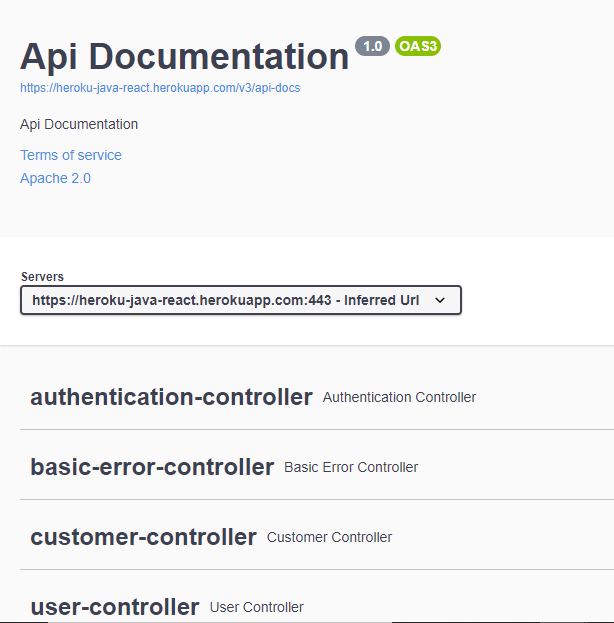 Api Documentation 1.0 OAS3
https://heroku-java-react.herokuapp.com/v3/api-docs
Api Documentation
Terms of service
Apache 2.0
Servers
https://heroku-java-react.herokuapp.com:443 - Inferred Url
authentication-controller Authentication Controller
basic-error-controller Basic Error Controller
customer-controller Customer Controller
user-controller User Controller